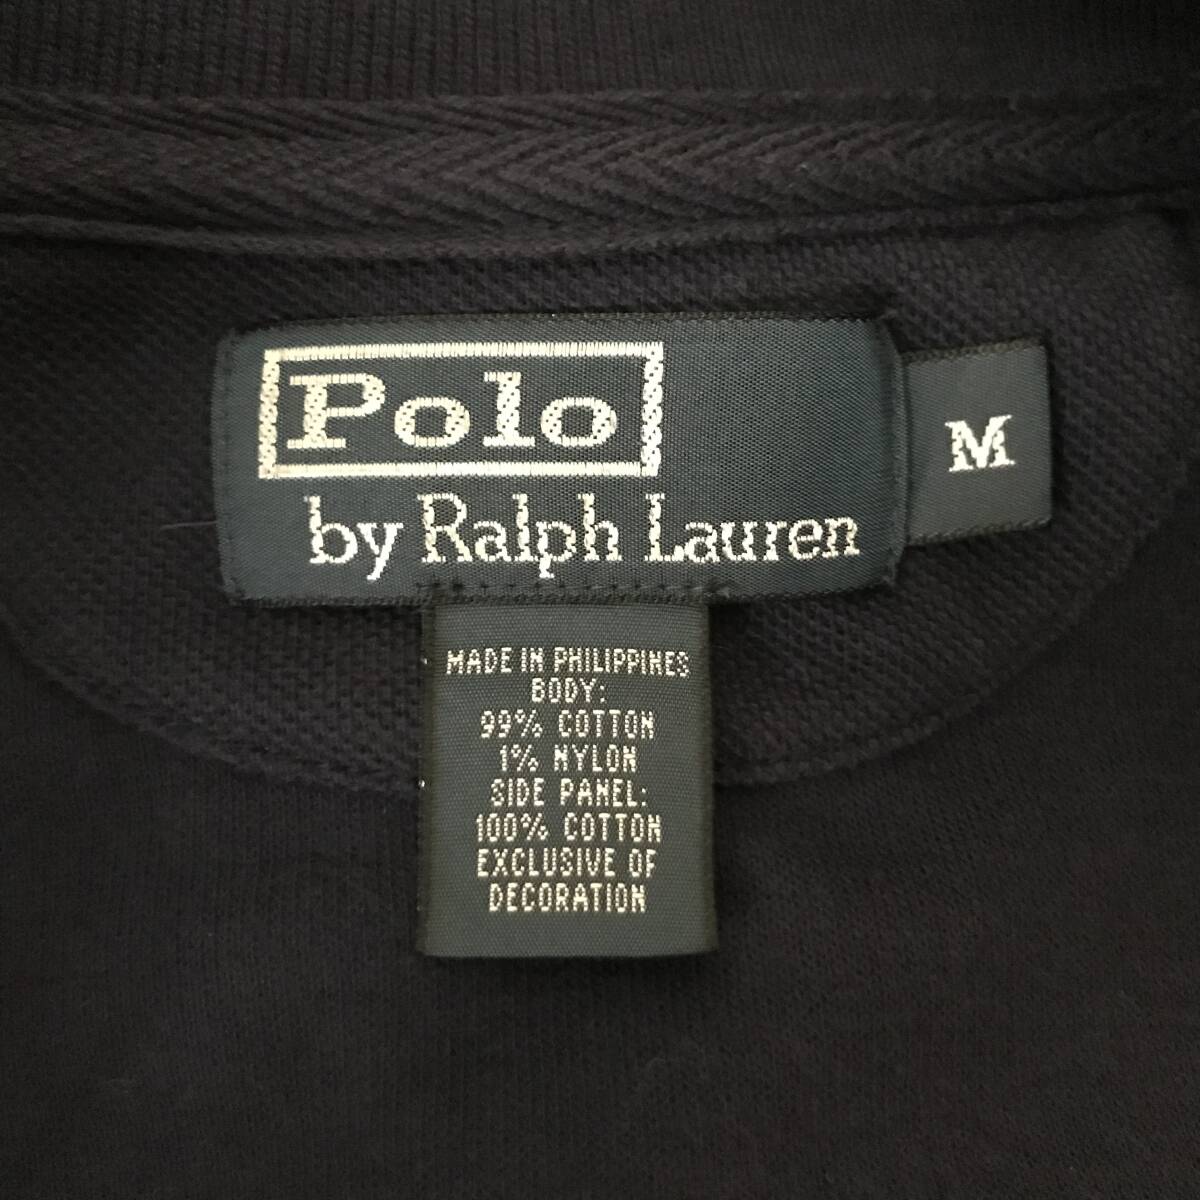 Polo
by Ralph Lauren
M
MADE IN PHILIPPINES
BODY:
99% COTTON
1% NYLON
SIDE PANEL:
100% COTTON
EXCLUSIVE OF
DECORATION